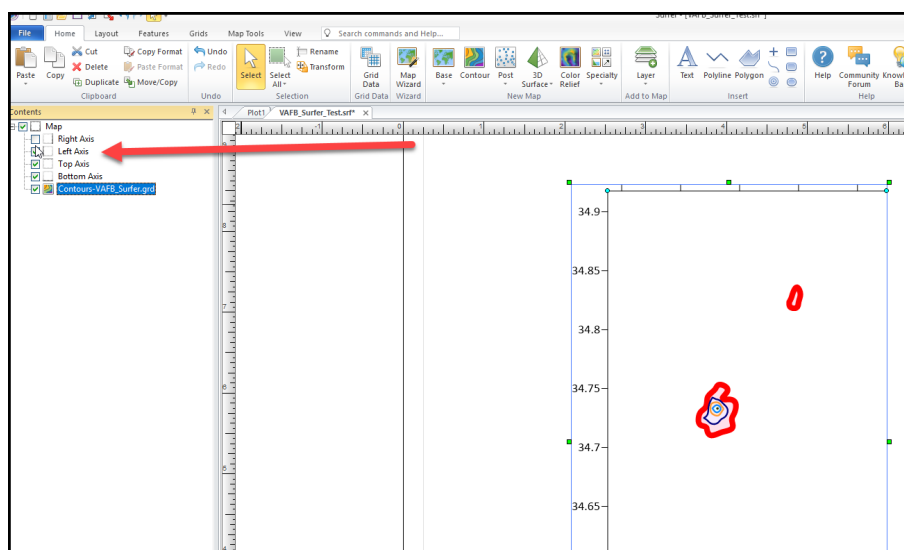 Surfer - [VAFB_Surfer_Test.srf*]
File Home Layout Features Grids Map Tools View Search commands and Help...
Paste Copy Cut Delete Duplicate Copy Format Paste Format Move/Copy Undo Redo Select Select All Rename Transform Grid Data Map Wizard Base Contour Post 3D Surface Color Relief Specialty Layer Text Polyline Polygon Help Community Forum
Clipboard Undo Selection Grid Data Wizard New Map Add to Map Insert Help
Contents Plot1 VAFB_Surfer_Test.srf*
Map
Right Axis
Left Axis
Top Axis
Bottom Axis
Contours-VAFB_Surfer.grd
34.9
34.85
34.8
34.75
34.7
34.65